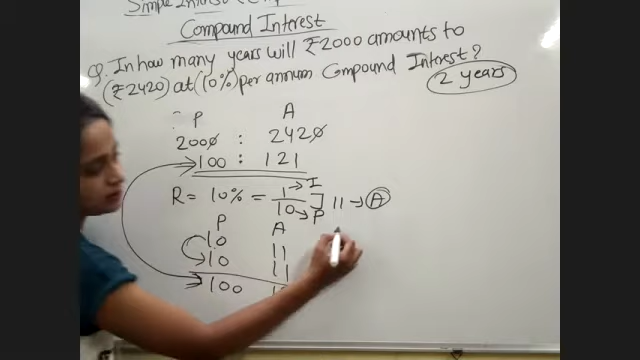 Simple
Compound Interest
Q. In how many years will ₹2000 amounts to
(₹2420) at (10%) per annum Compound Interest?
2 years
P A
2000 : 2420
100 : 121
R = 10% = 1/10 → I → P ] 11 → A
P A
10 11
10 11
100